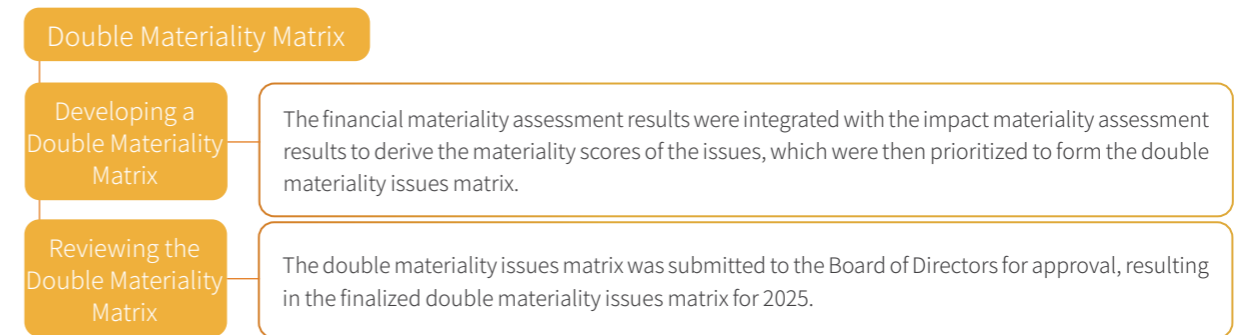 Double Materiality Matrix
Developing a
Double Materiality
Matrix
The financial materiality assessment results were integrated with the impact materiality assessment
results to derive the materiality scores of the issues, which were then prioritized to form the double
materiality issues matrix.
Reviewing the
Double Materiality
Matrix
The double materiality issues matrix was submitted to the Board of Directors for approval, resulting
in the finalized double materiality issues matrix for 2025.